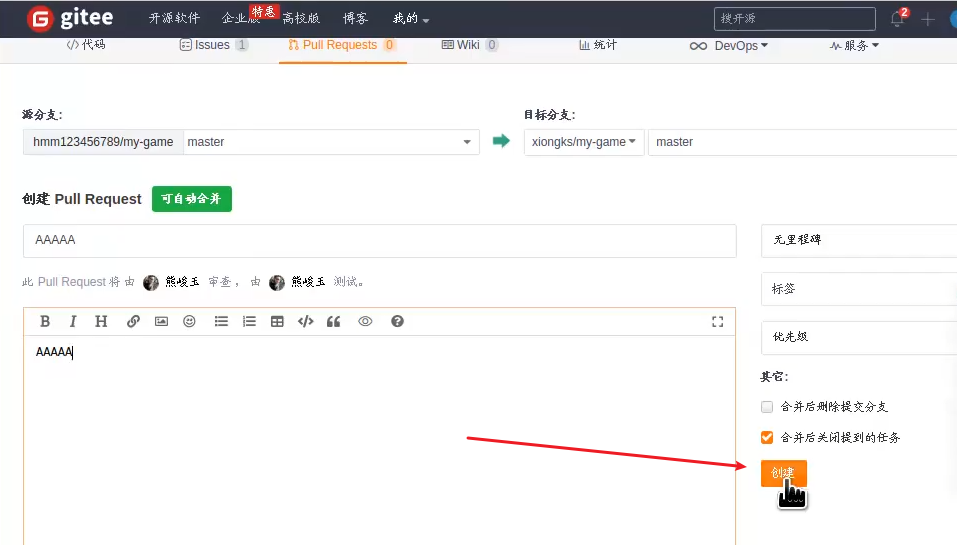 gitee 开源软件 企业版 特惠 高校版 博客 我的 搜开源 2
代码 Issues 1 Pull Requests 0 Wiki 0 统计 DevOps 服务
源分支: 目标分支:
hmm123456789/my-game master xiongks/my-game master
创建 Pull Request 可自动合并
AAAAA 无里程碑
此 Pull Request 将 由 熊峻玉 审查 ， 由 熊峻玉 测试。
标签
B I H
AAAAA 优先级
其它:
合并后删除提交分支
合并后关闭提到的任务
创建